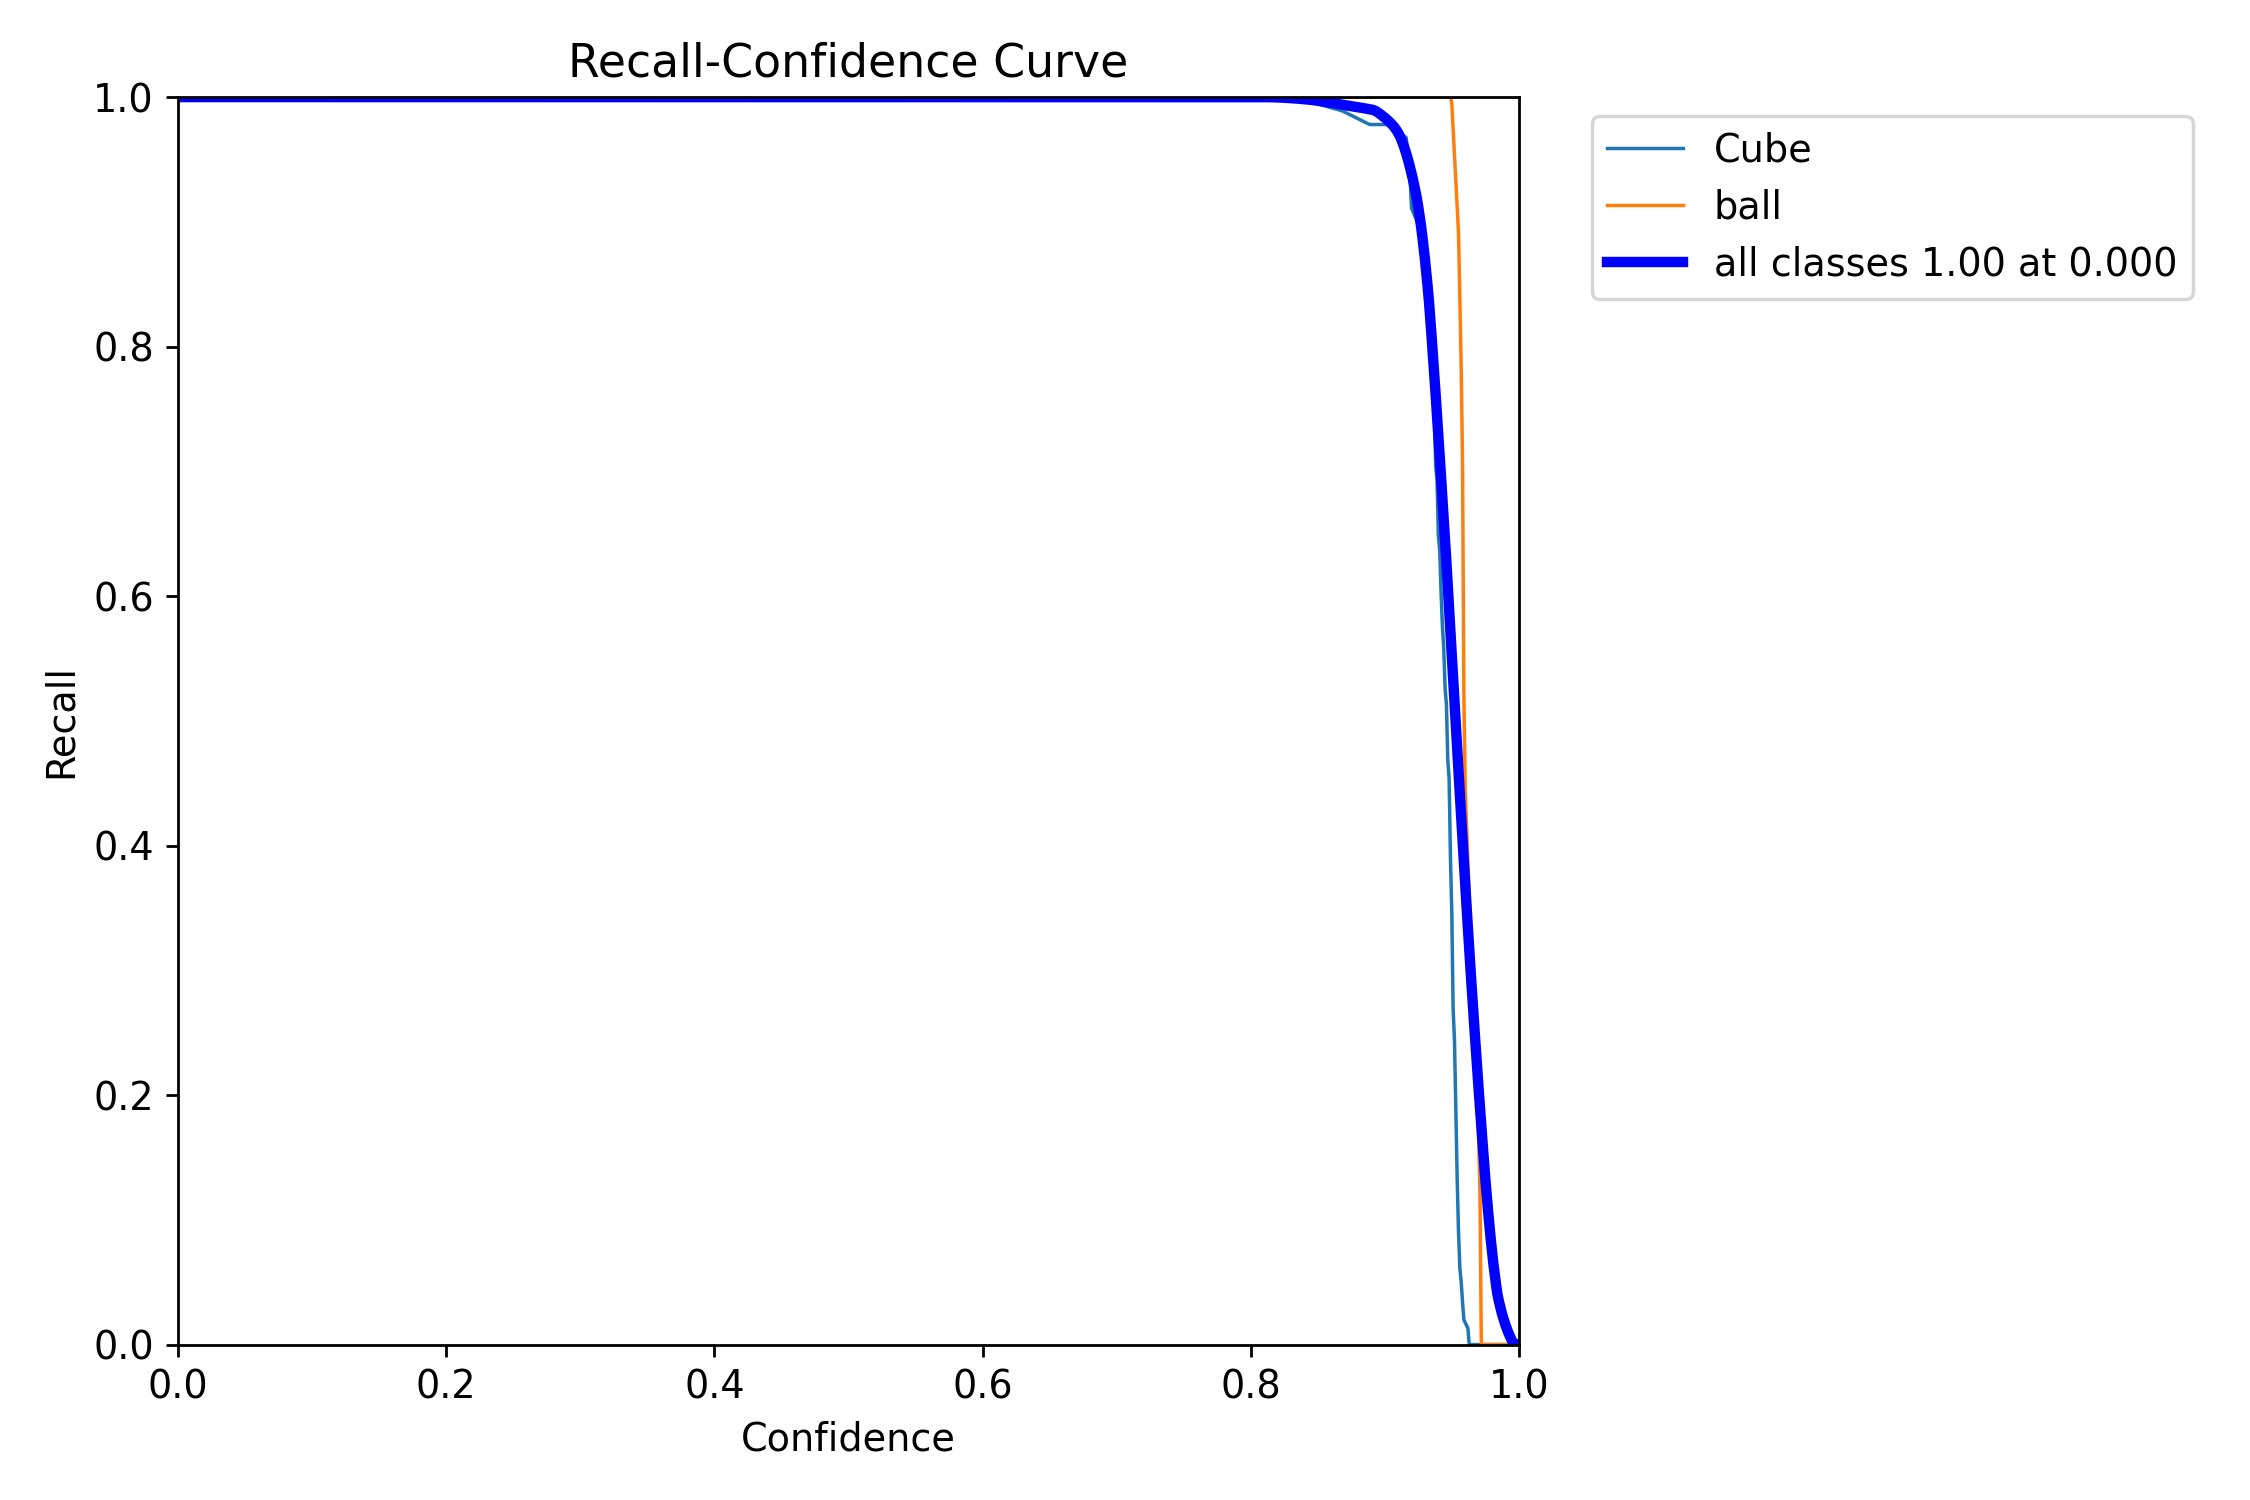 Recall-Confidence Curve
1.0
0.8
0.6
0.4
0.2
0.0
Recall
0.0 0.2 0.4 0.6 0.8 1.0
Confidence
Cube
ball
all classes 1.00 at 0.000